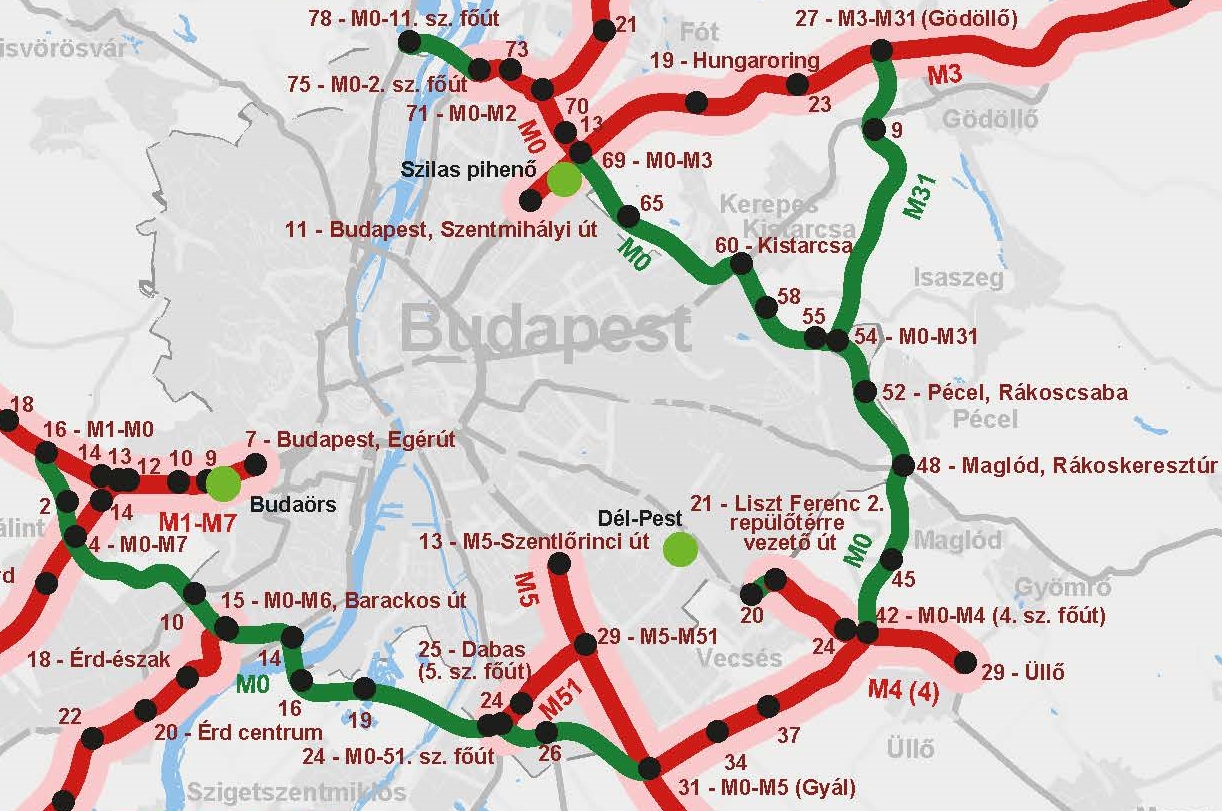 78 - M0-11. sz. főút
21
Fót
27 - M3-M31 (Gödöllő)
isvörösvár
73
19 - Hungaroring
M3
75 - M0-2. sz. főút
23
71 - M0-M2
70
M0
13
9
Gödöllő
Szilas pihenő
69 - M0-M3
M31
65
Kerepes
11 - Budapest, Szentmihályi út
Kistarcsa
M0
60 - Kistarcsa
Isaszeg
58
55
Budapest
54 - M0-M31
52 - Pécel, Rákoscsaba
18
Pécel
16 - M1-M0
7 - Budapest, Egérút
14
13
12
10
9
48 - Maglód, Rákoskeresztúr
2
14
Budaörs
21 - Liszt Ferenc 2.
M1-M7
Dél-Pest
repülőtérre
álint
4 - M0-M7
13 - M5-Szentlőrinci út
vezető út
M0
Maglód
rd
M5
45
Gyömrő
15 - M0-M6, Barackos út
20
42 - M0-M4 (4. sz. főút)
10
29 - M5-M51
24
18 - Érd-észak
14
25 - Dabas
Vecsés
(5. sz. főút)
29 - Üllő
M0
16
M51
M4 (4)
22
19
24
20 - Érd centrum
37
24 - M0-51. sz. főút
26
34
Üllő
Szigetszentmiklós
31 - M0-M5 (Gyál)